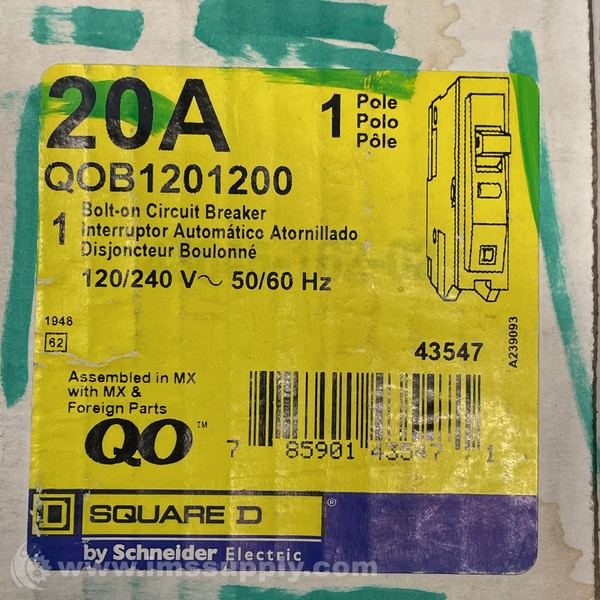 20A
1 Pole
Polo
Pôle
QOB1201200
1 Bolt-on Circuit Breaker
Interruptor Automático Atornillado
Disjoncteur Boulonné
120/240 V~ 50/60 Hz
1948
62
43547
A239093
Assembled in MX
with MX &
Foreign Parts
QO™
7 85901 43547 1
SQUARE D®
by Schneider Electric
www.imssupply.com